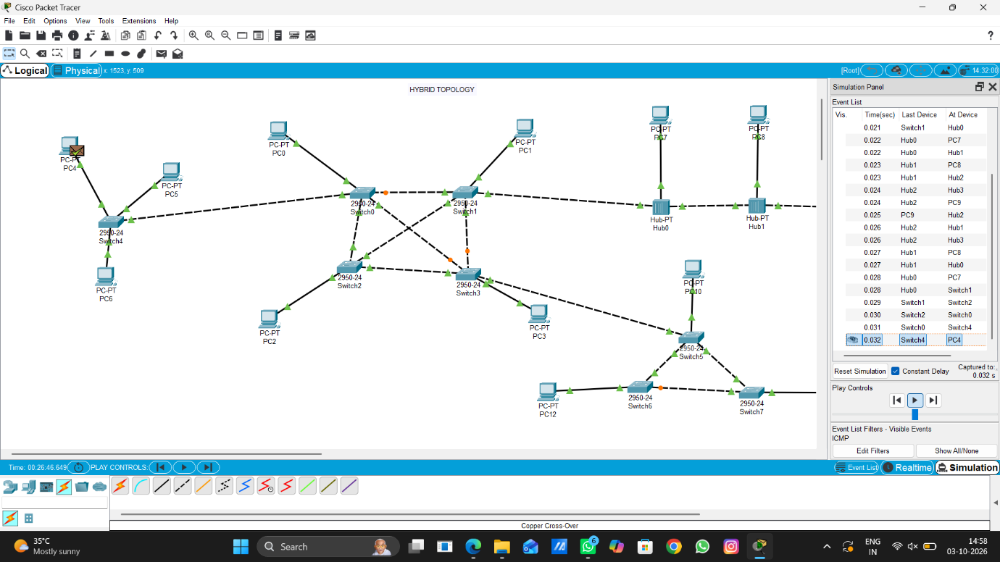 Cisco Packet Tracer
File Edit Options View Tools Extensions Help
?
Logical Physical x: 1523, y: 509 [Root] 14:32:00
HYBRID TOPOLOGY
PC-PT
PC4
PC-PT
PC5
PC-PT
PC6
2950-24
Switch4
PC-PT
PC0
PC-PT
PC1
2950-24
Switch0
2950-24
Switch1
2950-24
Switch2
2950-24
Switch3
PC-PT
PC2
PC-PT
PC3
PC-PT
PC7
PC-PT
PC8
Hub-PT
Hub0
Hub-PT
Hub1
PC-PT
PC10
2950-24
Switch5
PC-PT
PC12
2950-24
Switch6
2950-24
Switch7
Simulation Panel
Event List
Vis. Time(sec) Last Device At Device
0.021 Switch1 Hub0
0.022 Hub0 PC7
0.022 Hub0 Hub1
0.023 Hub1 PC8
0.023 Hub1 Hub2
0.024 Hub2 Hub3
0.024 Hub2 PC9
0.025 PC9 Hub2
0.026 Hub2 Hub1
0.026 Hub2 Hub3
0.027 Hub1 PC8
0.027 Hub1 Hub0
0.028 Hub0 PC7
0.028 Hub0 Switch1
0.029 Switch1 Switch2
0.030 Switch2 Switch0
0.031 Switch0 Switch4
0.032 Switch4 PC4
Reset Simulation Constant Delay Captured to:
0.032 s
Play Controls
Event List Filters - Visible Events
ICMP
Edit Filters Show All/None
Time: 00:26:46.649 PLAY CONTROLS: Event List Realtime Simulation
Copper Cross-Over
35°C
Mostly sunny
Search
6
ENG
IN
14:58
03-10-2026